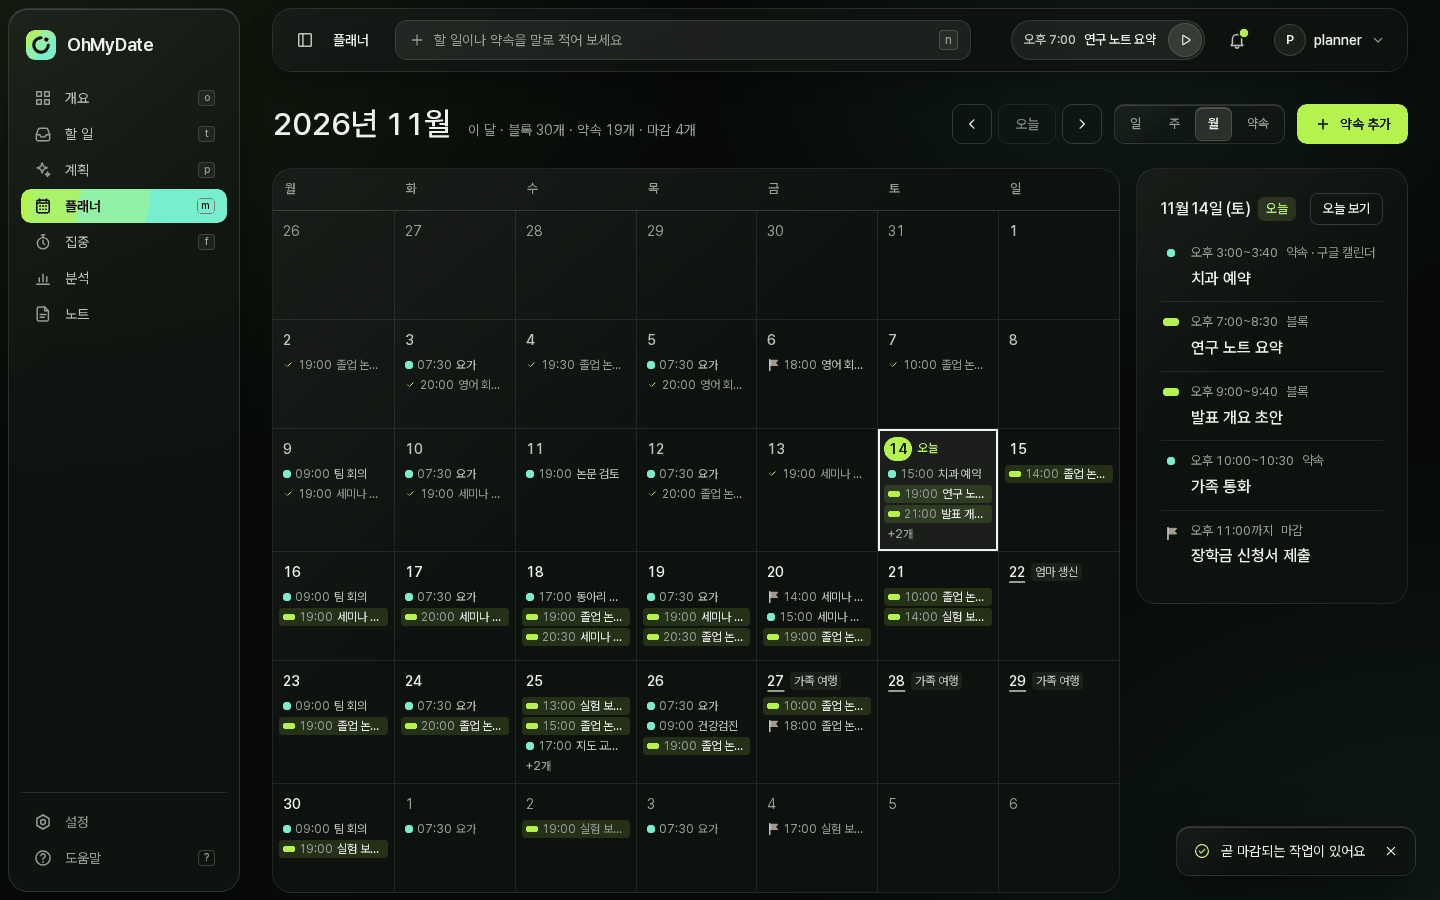 OhMyDate
개요 o
할 일 t
계획 p
플래너 m
집중 f
분석
노트
설정
도움말 ?
플래너
할 일이나 약속을 말로 적어 보세요 n
오후 7:00 연구 노트 요약
P planner
2026년 11월
이 달 · 블록 30개 · 약속 19개 · 마감 4개
오늘
일 주 월 약속
약속 추가
월 화 수 목 금 토 일
26 27 28 29 30 31 1
2 3 4 5 6 7 8
19:00 졸업 논... 07:30 요가 19:30 졸업 논... 07:30 요가 18:00 영어 회... 10:00 졸업 논...
20:00 영어 회... 20:00 영어 회...
9 10 11 12 13 14 오늘 15
09:00 팀 회의 07:30 요가 19:00 논문 검토 07:30 요가 19:00 세미나 ... 15:00 치과 예약 14:00 졸업 논...
19:00 세미나 ... 19:00 세미나 ... 20:00 졸업 논... 19:00 연구 노...
21:00 발표 개...
+2개
16 17 18 19 20 21 22 엄마 생신
09:00 팀 회의 07:30 요가 17:00 동아리 ... 07:30 요가 14:00 세미나 ... 10:00 졸업 논...
19:00 세미나 ... 20:00 세미나 ... 19:00 졸업 논... 19:00 세미나 ... 15:00 세미나 ... 14:00 실험 보...
20:30 세미나 ... 20:30 졸업 논... 19:00 졸업 논...
23 24 25 26 27 가족 여행 28 가족 여행 29 가족 여행
09:00 팀 회의 07:30 요가 13:00 실험 보... 07:30 요가 10:00 졸업 논...
19:00 졸업 논... 20:00 졸업 논... 15:00 졸업 논... 09:00 건강검진 18:00 졸업 논...
17:00 지도 교... 19:00 졸업 논...
+2개
30 1 2 3 4 5 6
09:00 팀 회의 07:30 요가 19:00 실험 보... 07:30 요가 17:00 실험 보...
19:00 실험 보...
11월 14일 (토) 오늘 오늘 보기
오후 3:00~3:40 약속 · 구글 캘린더
치과 예약
오후 7:00~8:30 블록
연구 노트 요약
오후 9:00~9:40 블록
발표 개요 초안
오후 10:00~10:30 약속
가족 통화
오후 11:00까지 마감
장학금 신청서 제출
곧 마감되는 작업이 있어요